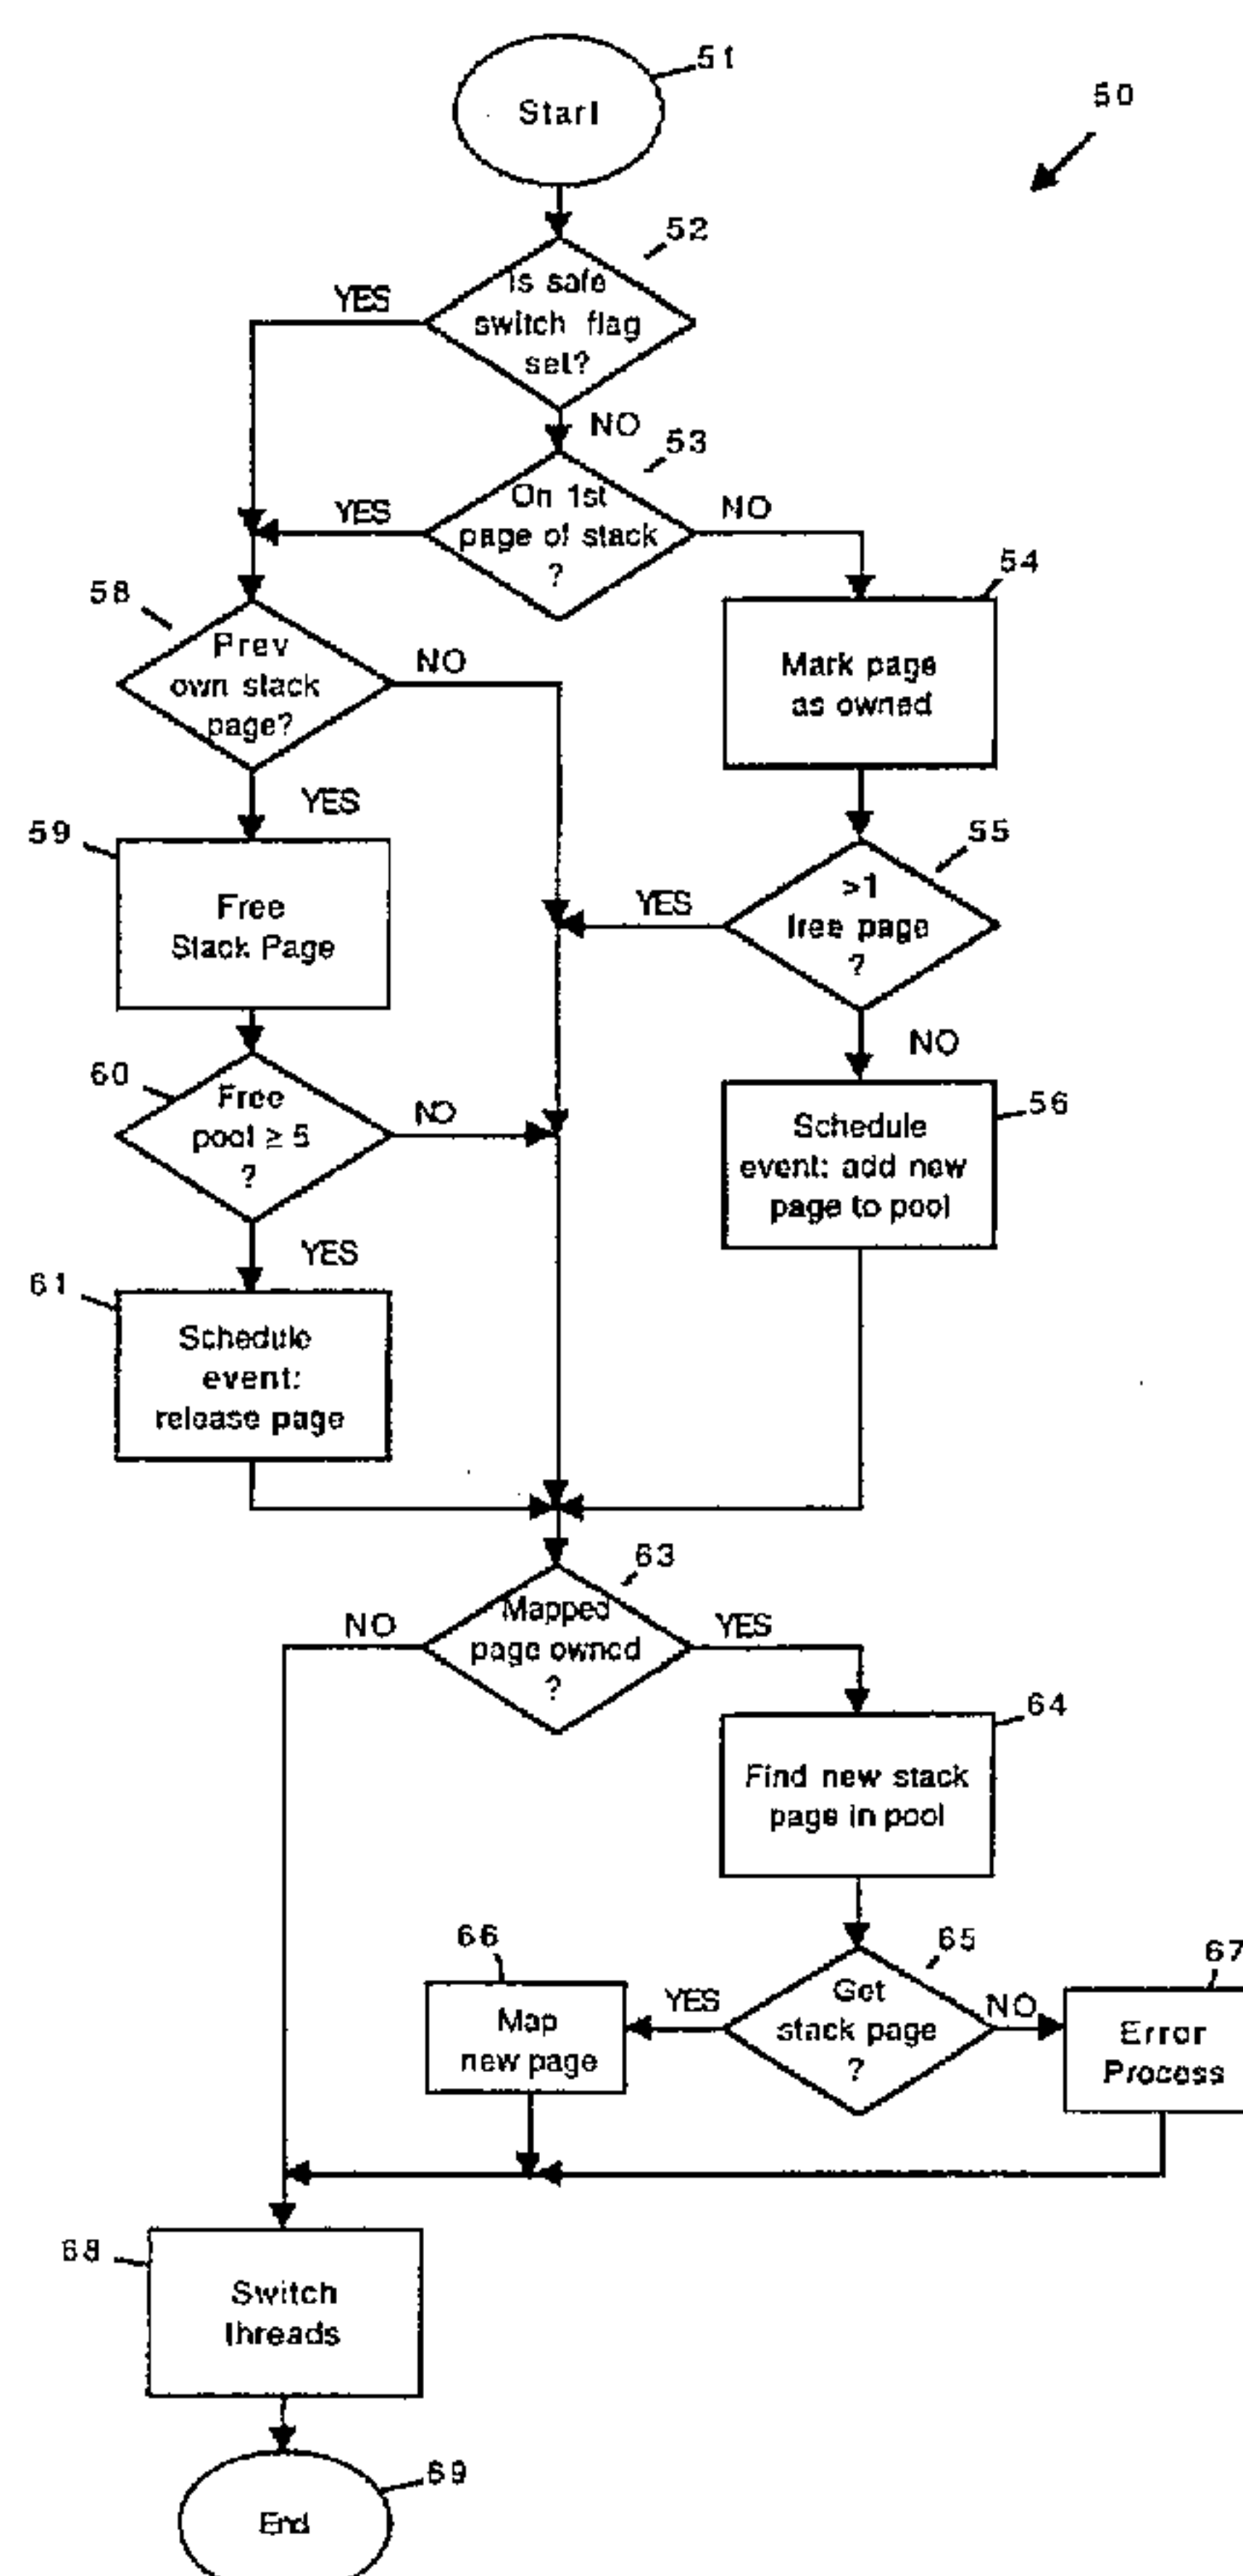 51
Start
50
52
Is safe
switch flag
set?
YES
NO
53
On 1st
page of stack
?
YES
NO
54
Mark page
as owned
58
Prev
own stack
page?
NO
YES
55
>1
free page
?
YES
NO
59
Free
Stack Page
60
Free
pool ≥ 5
?
NO
YES
56
Schedule
event: add new
page to pool
61
Schedule
event:
release page
63
Mapped
page owned
?
NO
YES
64
Find new stack
page in pool
65
Get
stack page
?
YES
NO
66
Map
new page
67
Error
Process
68
Switch
threads
69
End